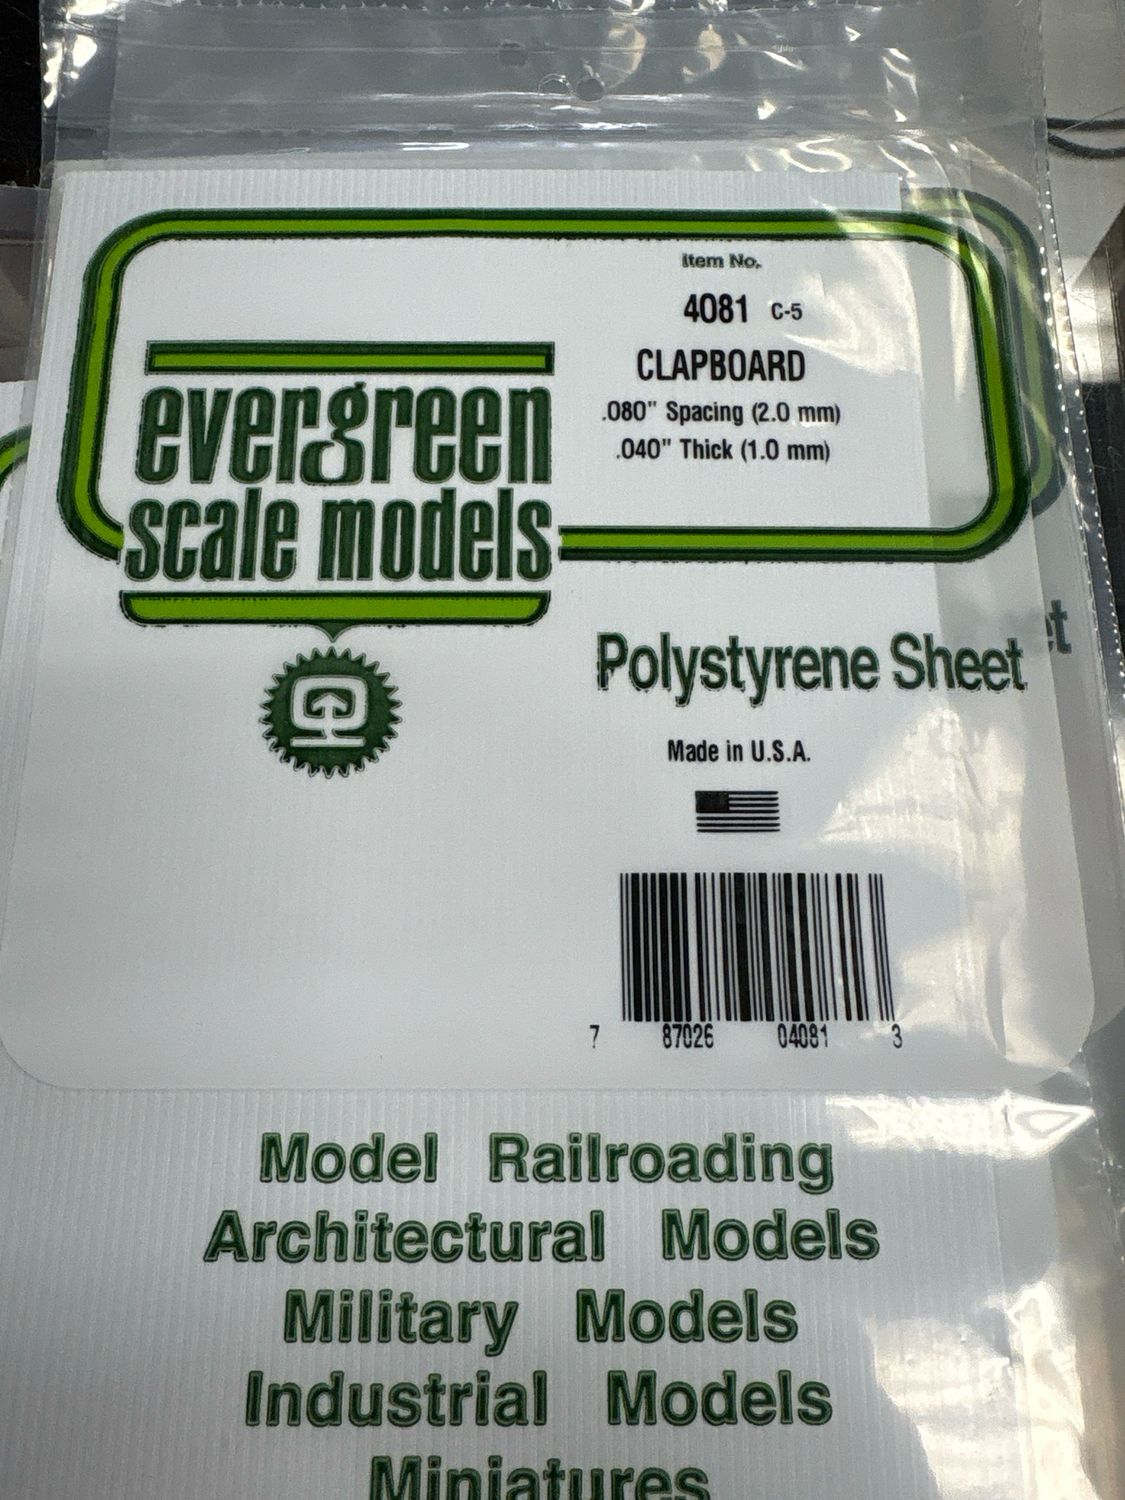 Item No.
4081 C-5
CLAPBOARD
.080" Spacing (2.0 mm)
.040" Thick (1.0 mm)
evergreen
scale models
Polystyrene Sheet
et
Made in U.S.A.
7 87026 04081 3
Model Railroading
Architectural Models
Military Models
Industrial Models
Miniatures